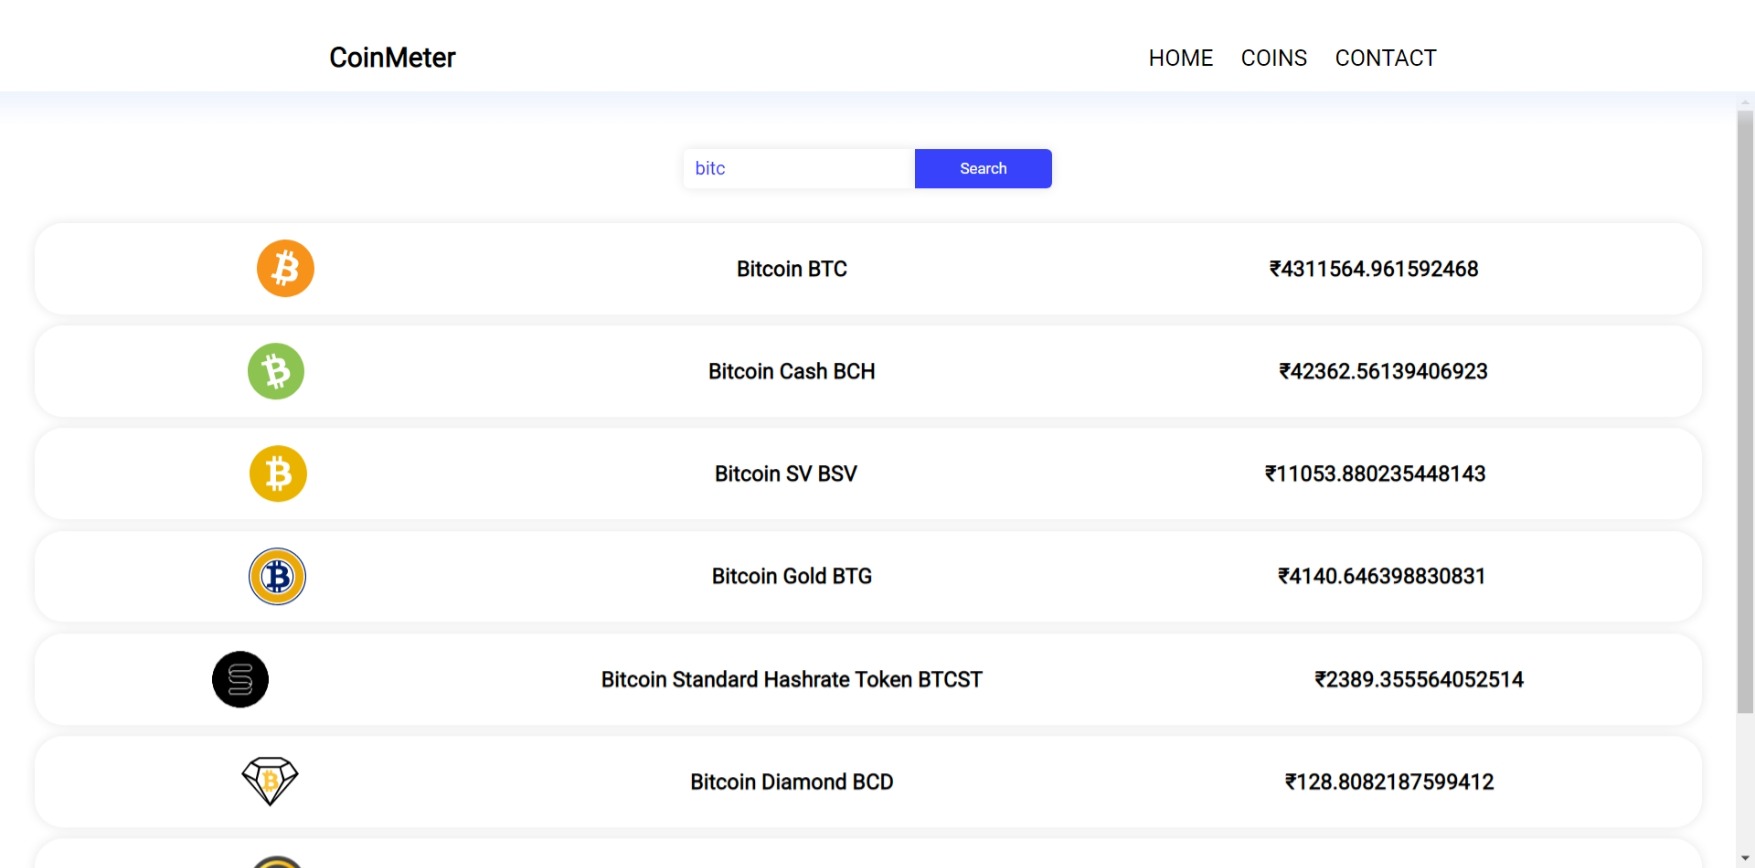 CoinMeter HOME COINS CONTACT
bitc Search
Bitcoin BTC ₹4311564.961592468
Bitcoin Cash BCH ₹42362.56139406923
Bitcoin SV BSV ₹11053.880235448143
Bitcoin Gold BTG ₹4140.646398830831
Bitcoin Standard Hashrate Token BTCST ₹2389.355564052514
Bitcoin Diamond BCD ₹128.8082187599412